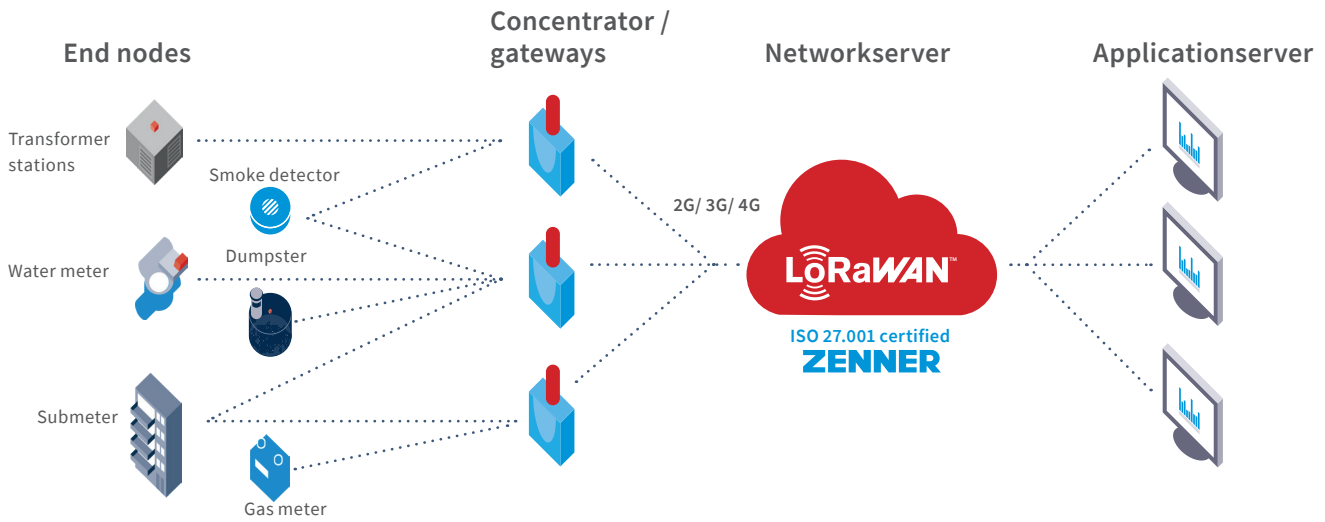 End nodes
Concentrator /
gateways
Networkserver
Applicationserver
Transformer
stations
Smoke detector
Water meter
Dumpster
Submeter
Gas meter
2G/ 3G/ 4G
LoRaWAN™
ISO 27.001 certified
ZENNER